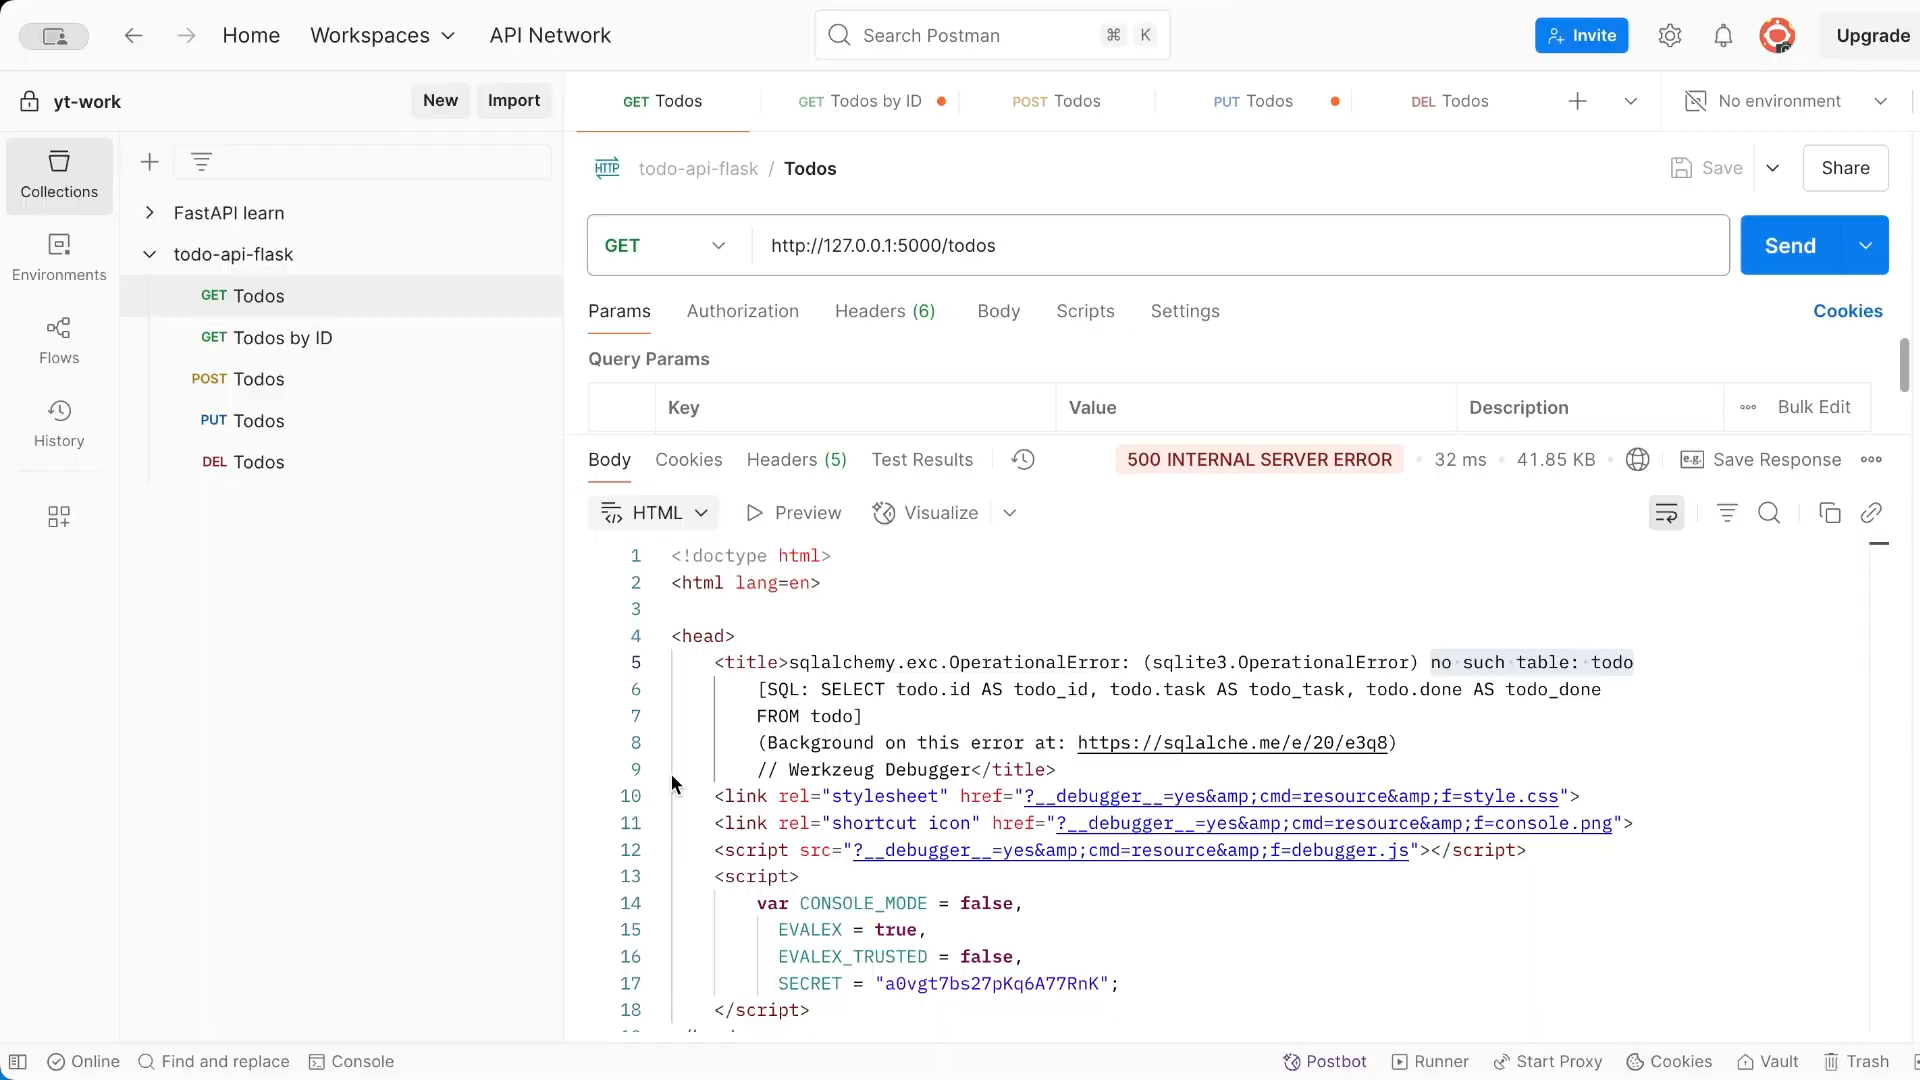 Home
Workspaces
API Network
Search Postman
⌘ K
Invite
Upgrade
yt-work
New
Import
GET Todos
GET Todos by ID
POST Todos
PUT Todos
DEL Todos
No environment
Collections
Environments
Flows
History
FastAPI learn
todo-api-flask
GET Todos
GET Todos by ID
POST Todos
PUT Todos
DEL Todos
HTTP todo-api-flask / Todos
Save
Share
GET
http://127.0.0.1:5000/todos
Send
Params Authorization Headers (6) Body Scripts Settings
Cookies
Query Params
Key Value Description
Bulk Edit
Body Cookies Headers (5) Test Results
500 INTERNAL SERVER ERROR • 32 ms • 41.85 KB
e.g. Save Response
HTML
Preview
Visualize
1 <!doctype html>
2 <html lang=en>
3
4 <head>
5 <title>sqlalchemy.exc.OperationalError: (sqlite3.OperationalError) no such table: todo
6 [SQL: SELECT todo.id AS todo_id, todo.task AS todo_task, todo.done AS todo_done
7 FROM todo]
8 (Background on this error at: https://sqlalche.me/e/20/e3q8)
9 // Werkzeug Debugger</title>
10 <link rel="stylesheet" href="?__debugger__=yes&amp;cmd=resource&amp;f=style.css">
11 <link rel="shortcut icon" href="?__debugger__=yes&amp;cmd=resource&amp;f=console.png">
12 <script src="?__debugger__=yes&amp;cmd=resource&amp;f=debugger.js"></script>
13 <script>
14 var CONSOLE_MODE = false,
15 EVALEX = true,
16 EVALEX_TRUSTED = false,
17 SECRET = "a0vgt7bs27pKq6A77RnK";
18 </script>
Online
Find and replace
Console
Postbot
Runner
Start Proxy
Cookies
Vault
Trash